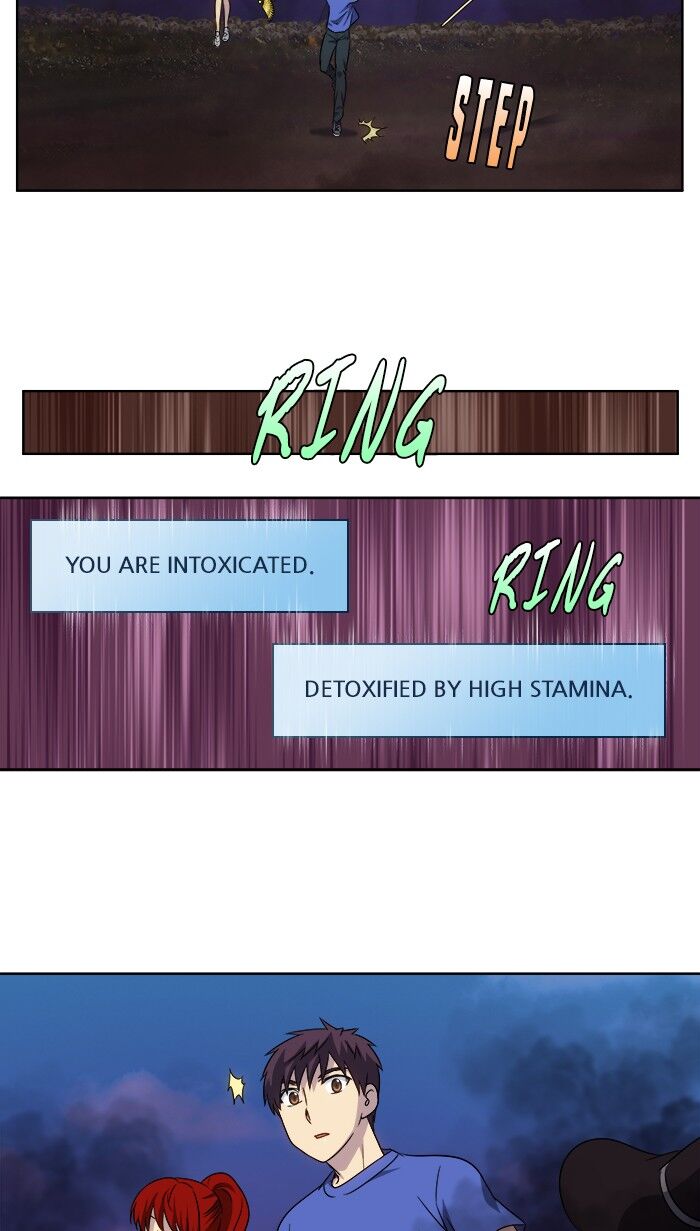 STEP
RING
YOU ARE INTOXICATED.
RING
DETOXIFIED BY HIGH STAMINA.